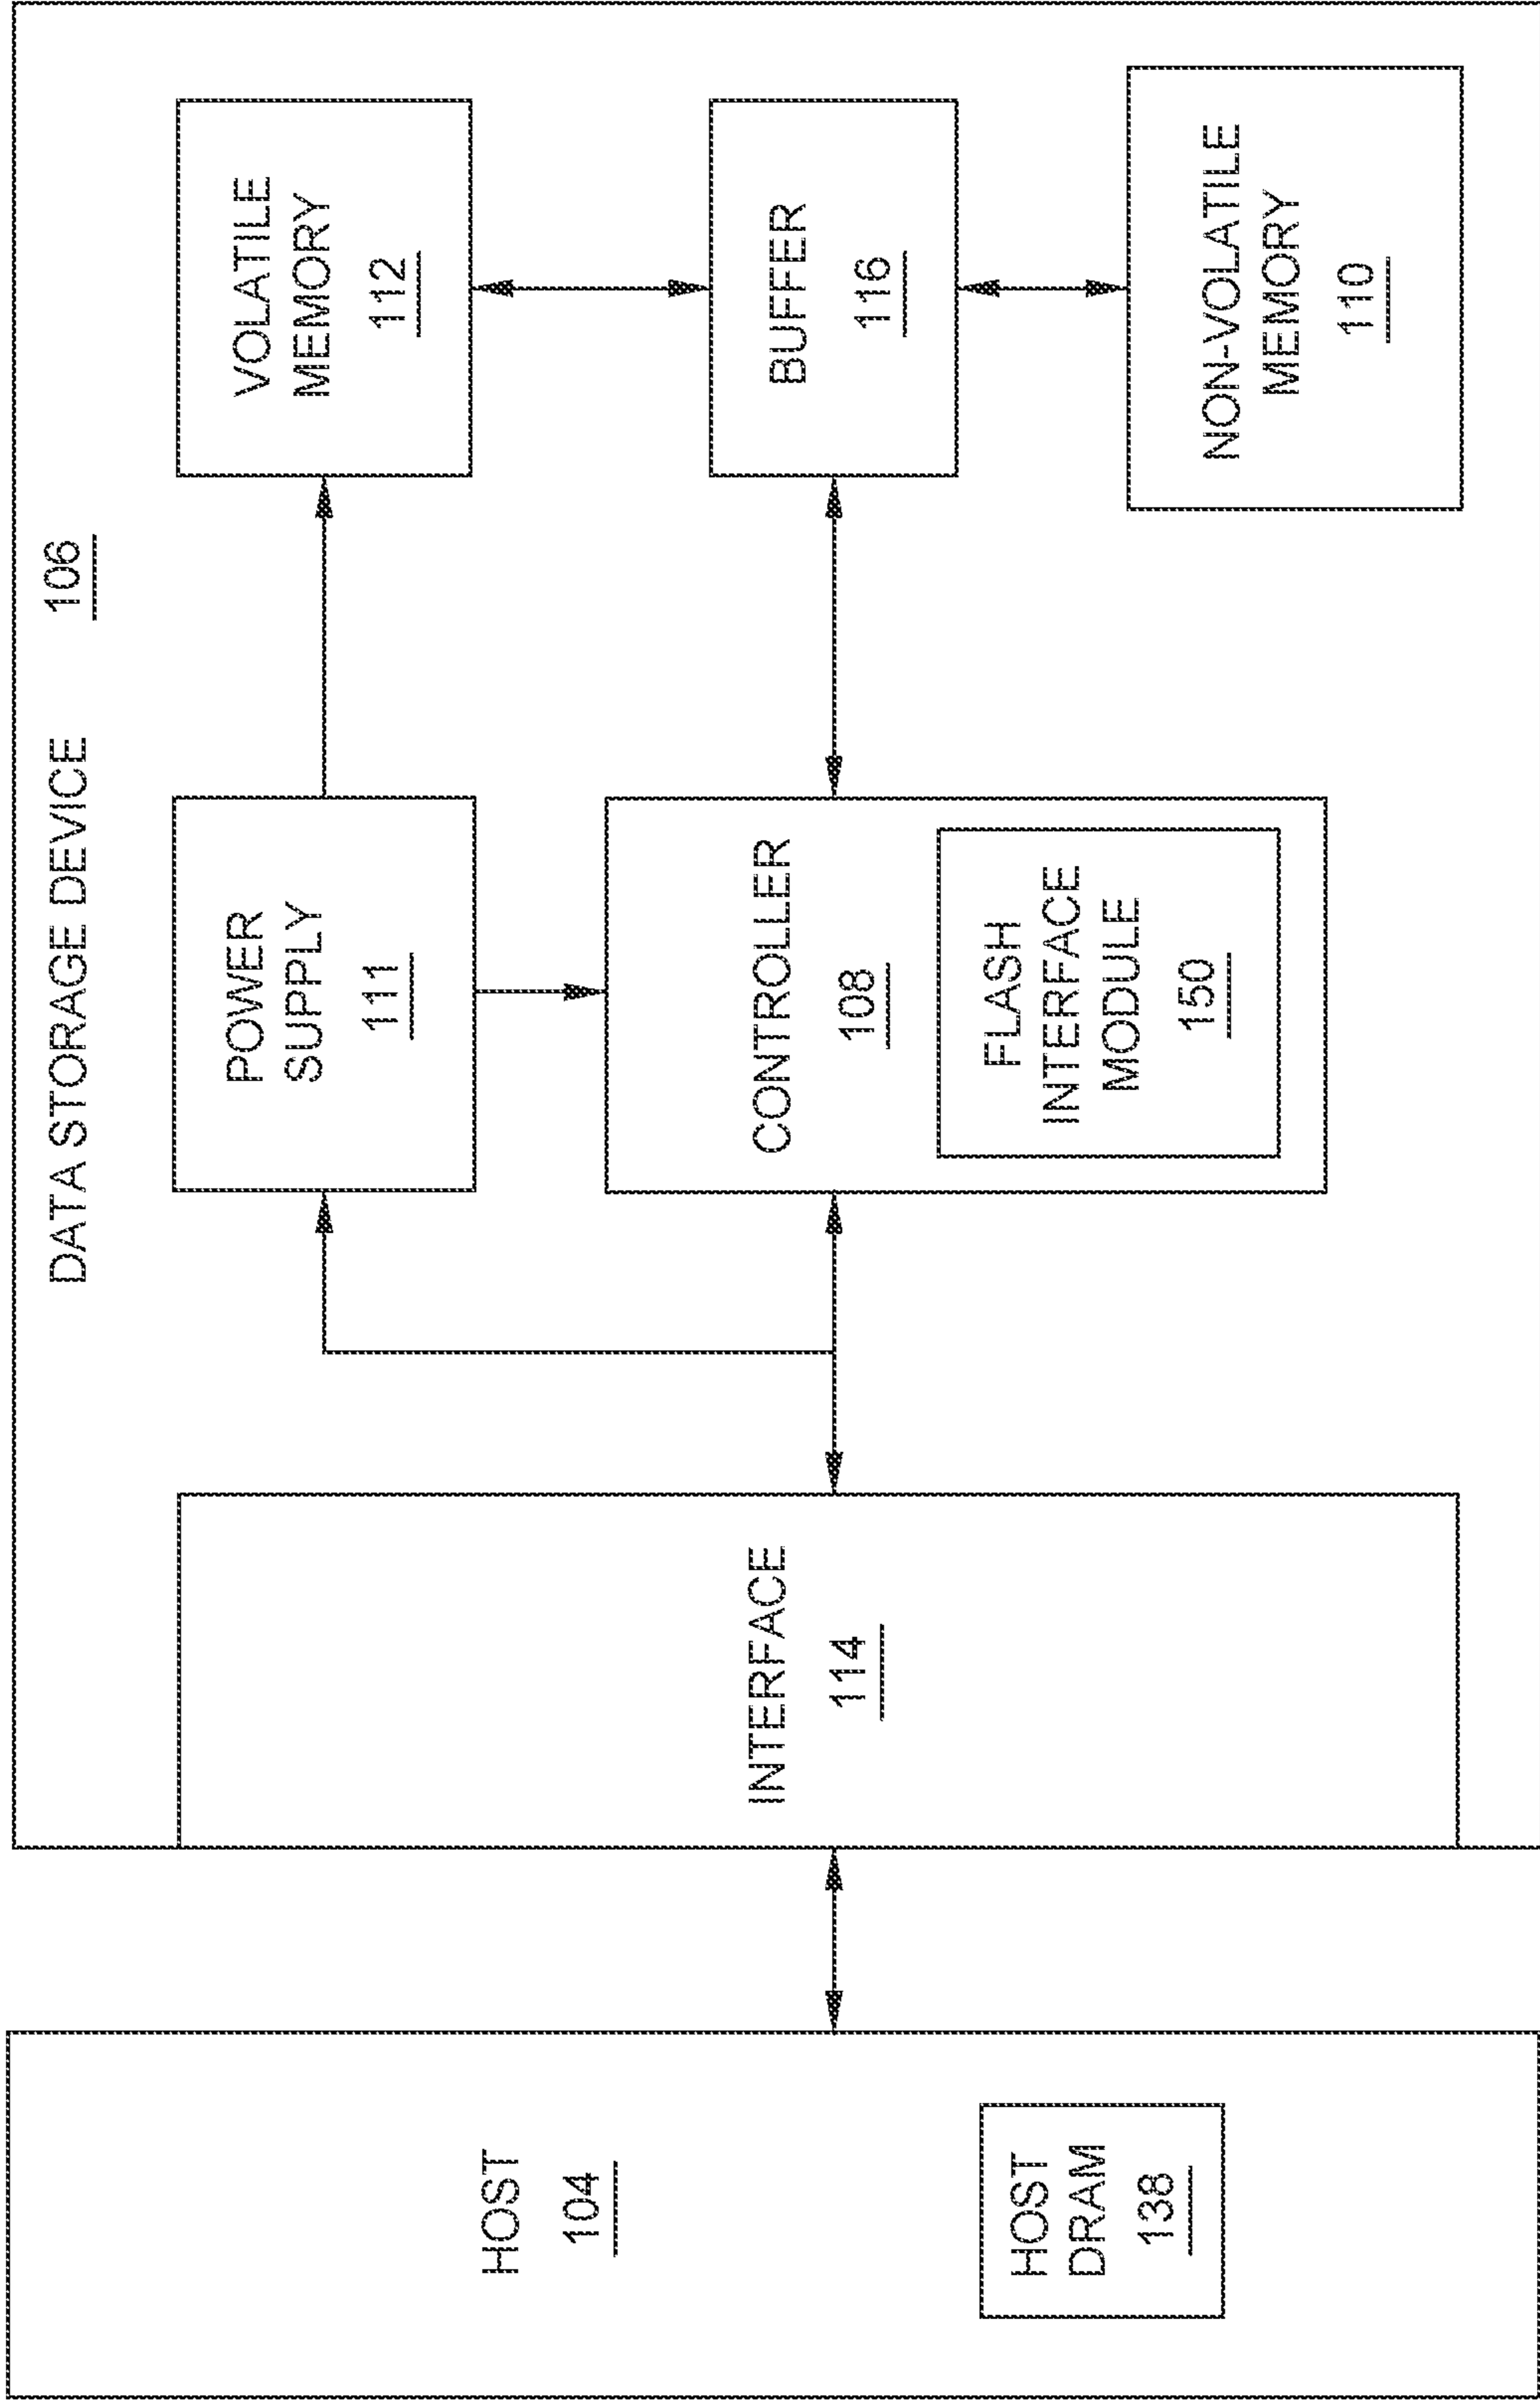 DATA STORAGE DEVICE 106
HOST
104
HOST
DRAM
138
INTERFACE
114
POWER
SUPPLY
111
CONTROLLER
108
FLASH
INTERFACE
MODULE
150
VOLATILE
MEMORY
112
BUFFER
116
NON-VOLATILE
MEMORY
110